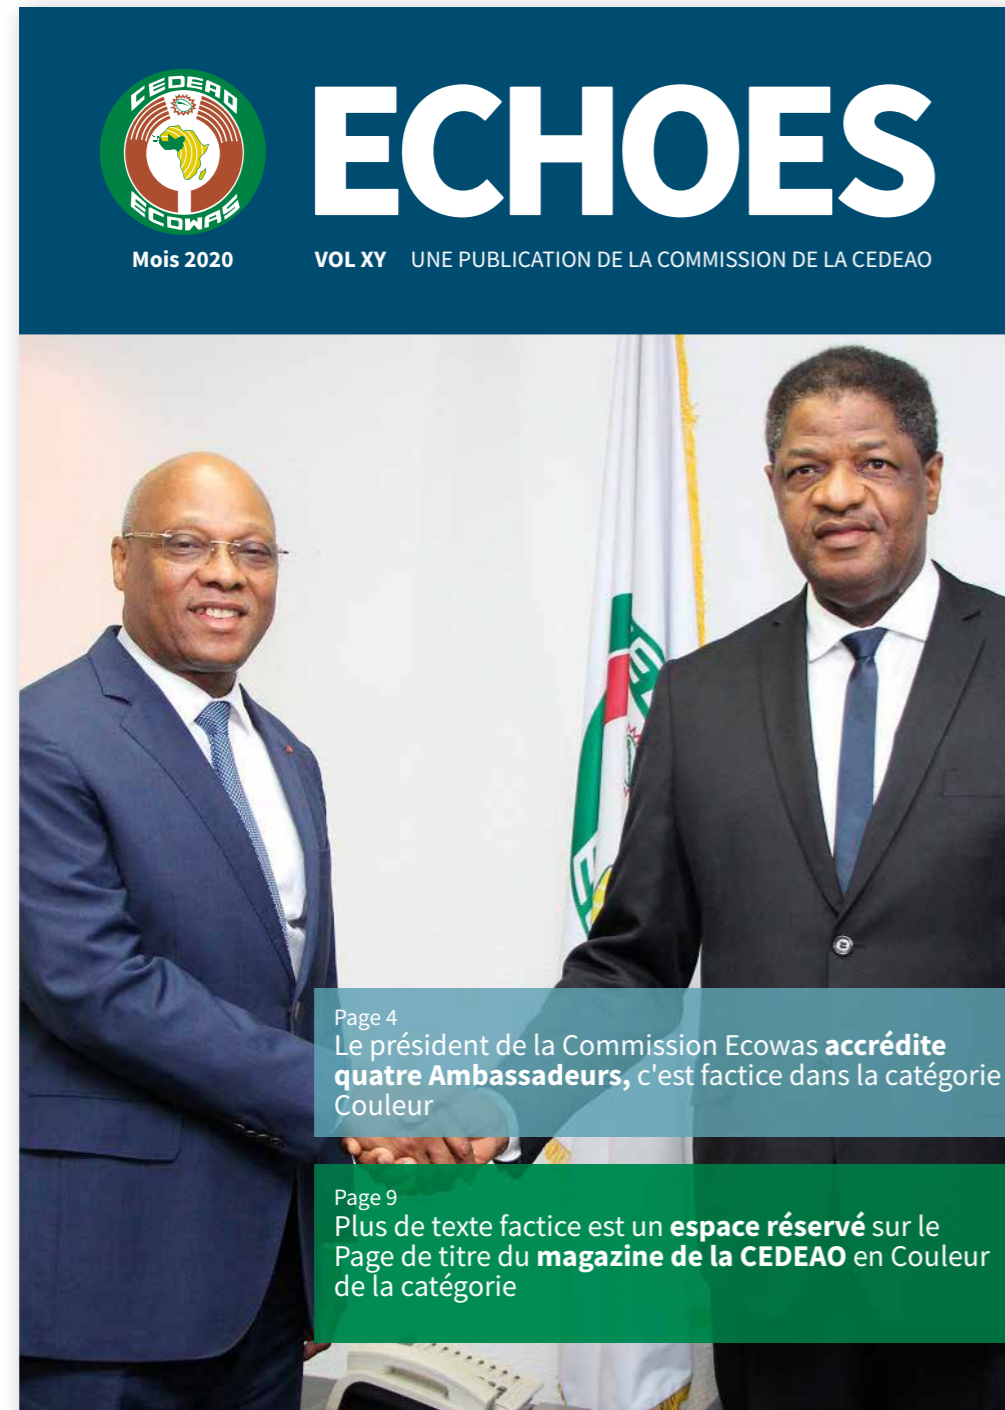 CEDEAO
ECOWAS
ECHOES
Mois 2020
VOL XY UNE PUBLICATION DE LA COMMISSION DE LA CEDEAO
Page 4
Le président de la Commission Ecowas accrédite
quatre Ambassadeurs, c'est factice dans la catégorie
Couleur
Page 9
Plus de texte factice est un espace réservé sur le
Page de titre du magazine de la CEDEAO en Couleur
de la catégorie